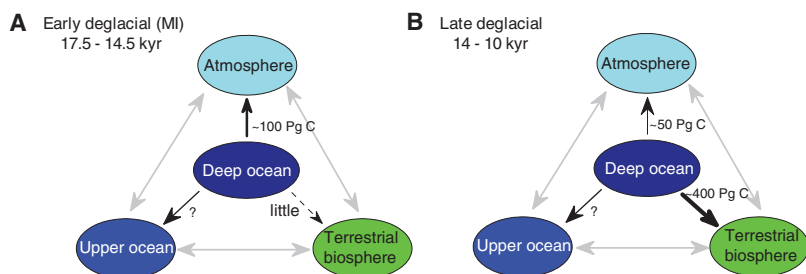 A
Early deglacial (MI)
17.5 - 14.5 kyr
Atmosphere
~100 Pg C
Deep ocean
?
little
Upper ocean
Terrestrial
biosphere
B
Late deglacial
14 - 10 kyr
Atmosphere
~50 Pg C
Deep ocean
~400 Pg C
?
Upper ocean
Terrestrial
biosphere